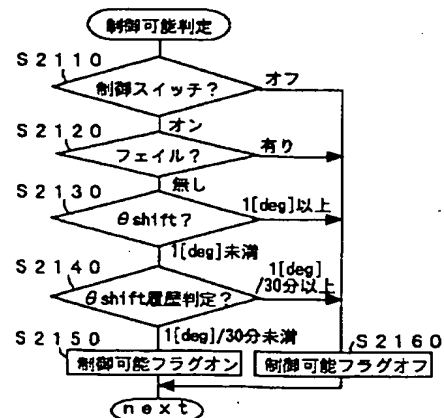 制御可能判定
S2110
制御スイッチ?
オフ
オン
S2120
フェイル?
有り
無し
S2130
θshift?
1[deg]以上
1[deg]未満
S2140
θshift履歴判定?
1[deg]
/30分以上
1[deg]/30分未満
S2150
制御可能フラグオン
S2160
制御可能フラグオフ
next